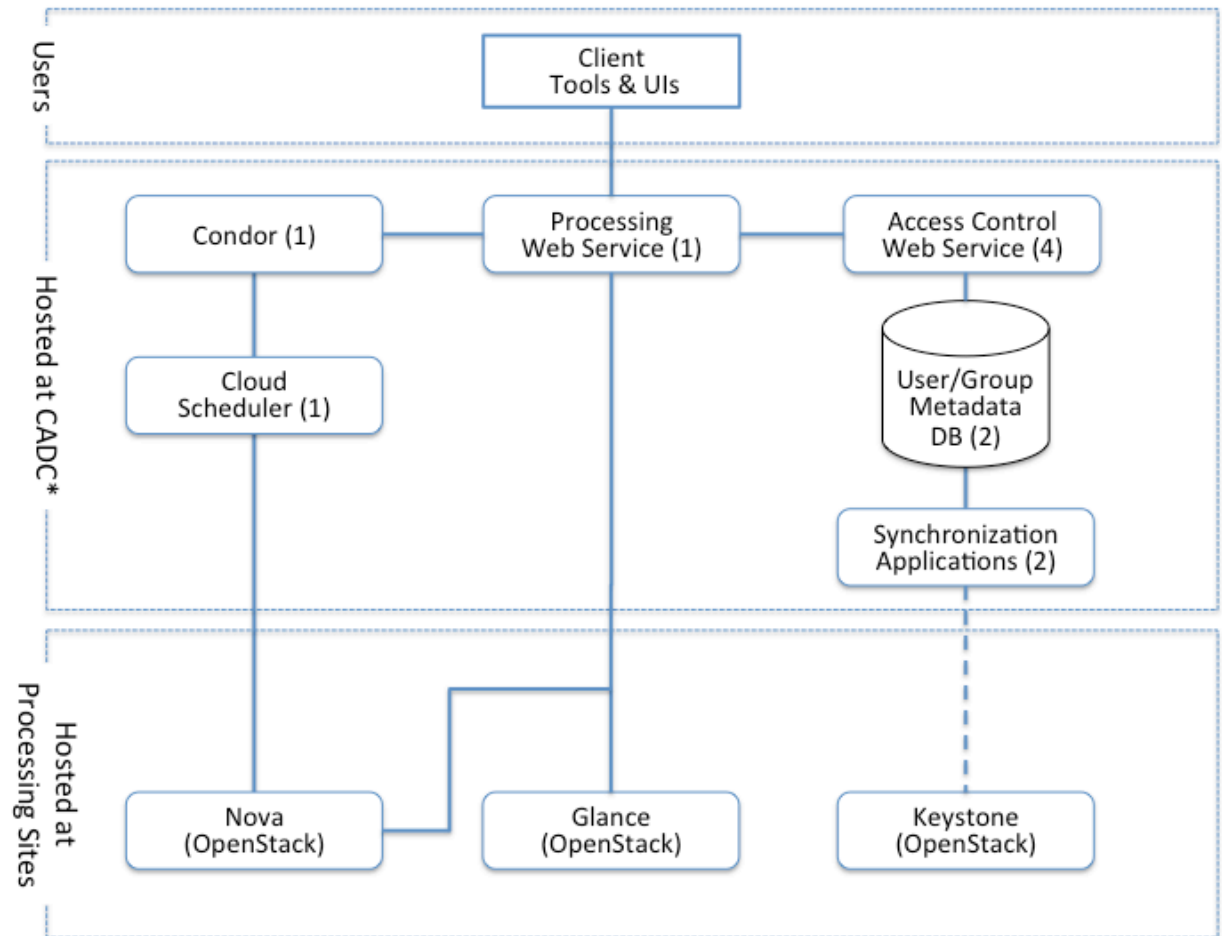 Users
Client
Tools & UIs
Hosted at CADC*
Condor (1)
Processing
Web Service (1)
Access Control
Web Service (4)
Cloud
Scheduler (1)
User/Group
Metadata
DB (2)
Synchronization
Applications (2)
Hosted at
Processing Sites
Nova
(OpenStack)
Glance
(OpenStack)
Keystone
(OpenStack)